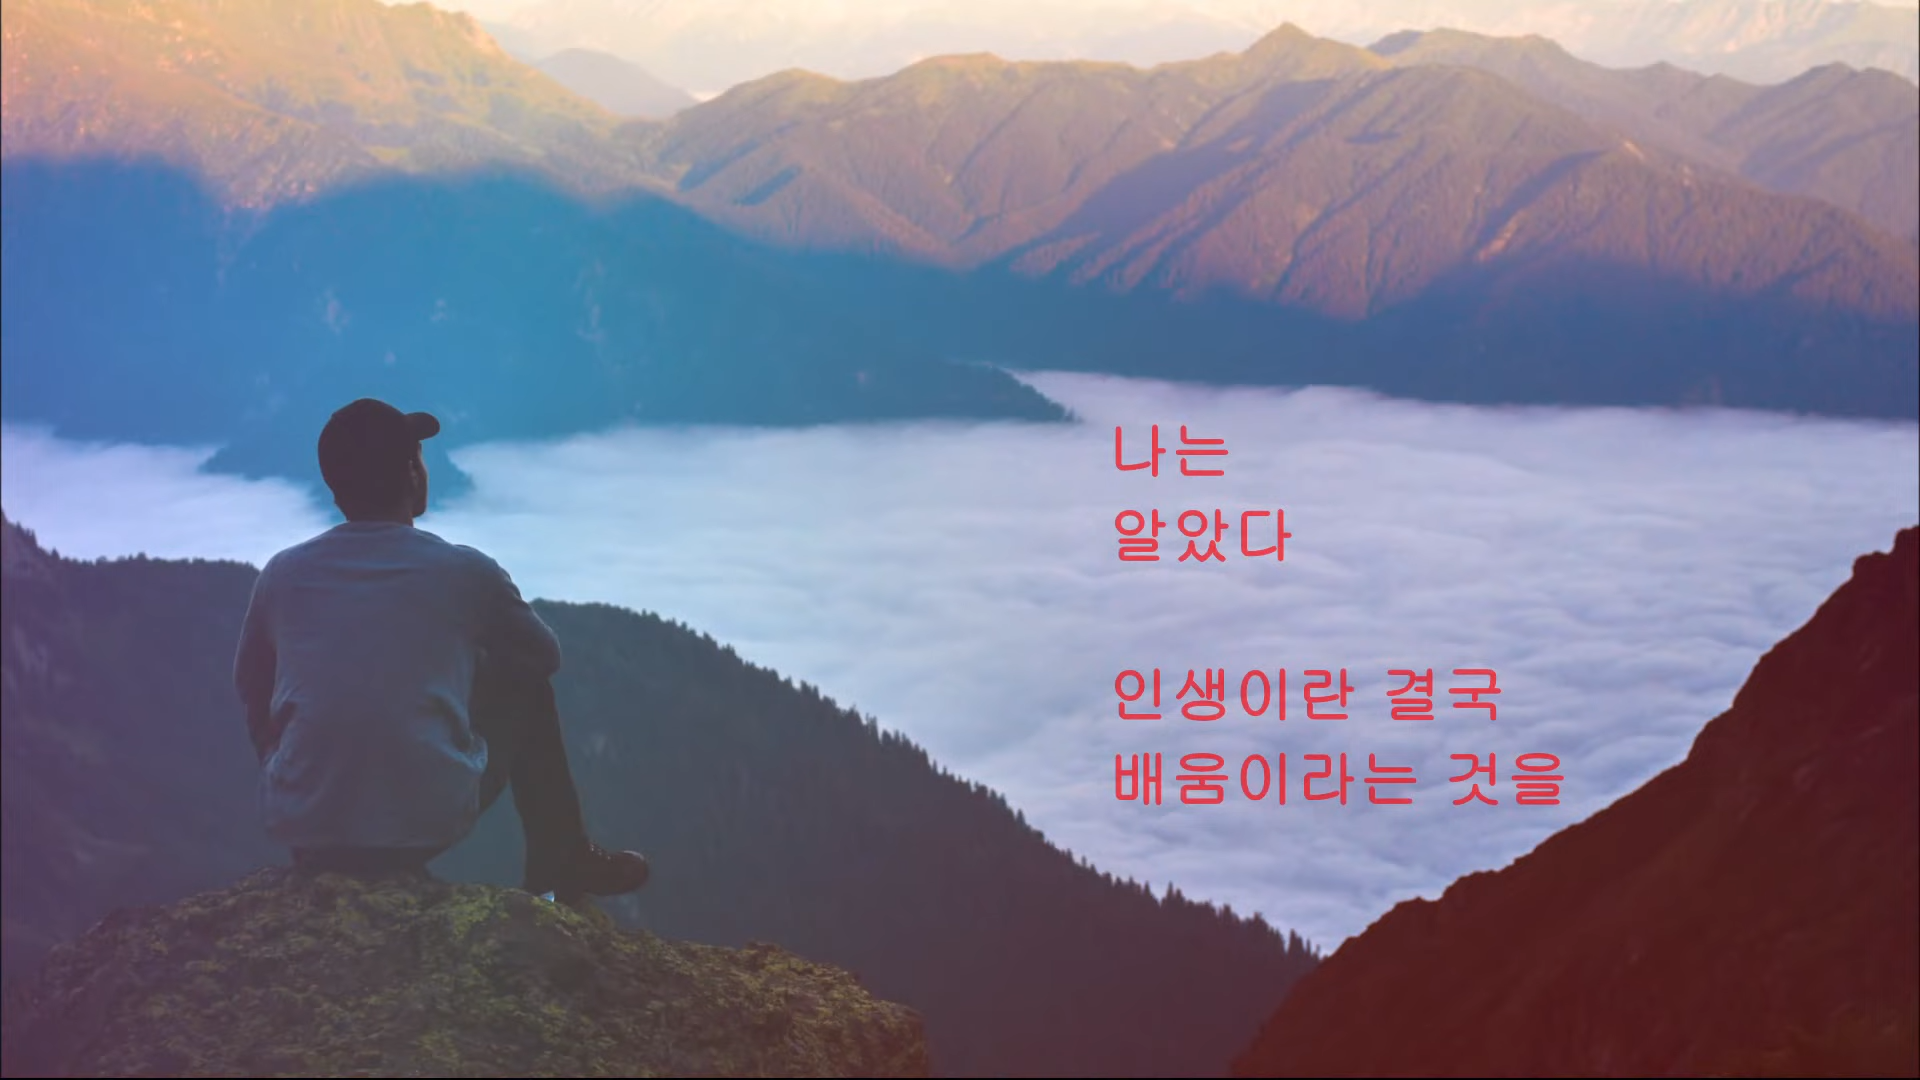 나는
알았다
인생이란 결국
배움이라는 것을